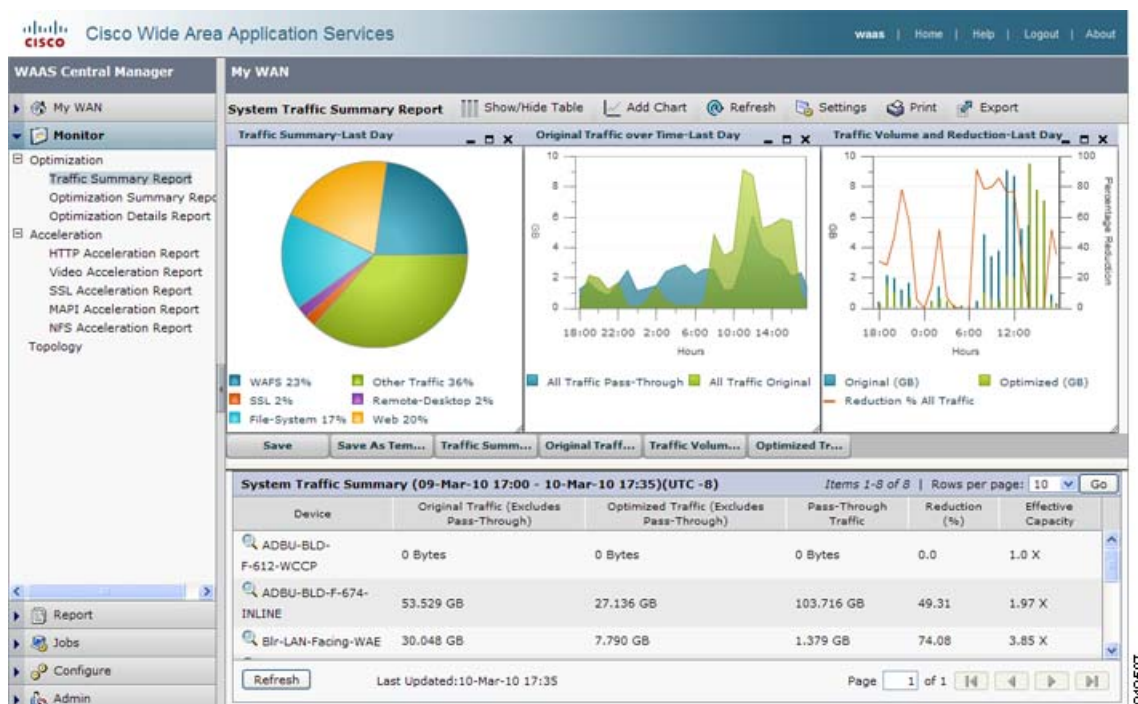 CISCO
Cisco Wide Area Application Services
waas | Home | Help | Logout | About
WAAS Central Manager
My WAN
My WAN
System Traffic Summary Report
Show/Hide Table
Add Chart
Refresh
Settings
Print
Export
Monitor
Optimization
Traffic Summary Report
Optimization Summary Repo
Optimization Details Report
Acceleration
HTTP Acceleration Report
Video Acceleration Report
SSL Acceleration Report
MAPI Acceleration Report
NFS Acceleration Report
Topology
Report
Jobs
Configure
Admin
Traffic Summary-Last Day
WAFS 23%
Other Traffic 36%
SSL 2%
Remote-Desktop 2%
File-System 17%
Web 20%
Original Traffic over Time-Last Day
10
8
6
4
2
0
GB
18:00 22:00 2:00 6:00 10:00 14:00
Hours
All Traffic Pass-Through
All Traffic Original
Traffic Volume and Reduction-Last Day
10
8
6
4
2
0
GB
100
80
60
40
20
0
Percentage Reduction
18:00 0:00 6:00 12:00
Hours
Original (GB)
Optimized (GB)
Reduction % All Traffic
Save
Save As Tem...
Traffic Summ...
Original Traff...
Traffic Volum...
Optimized Tr...
System Traffic Summary (09-Mar-10 17:00 - 10-Mar-10 17:35)(UTC -8)
Items 1-8 of 8 | Rows per page: 10 Go
Device
Original Traffic (Excludes
Pass-Through)
Optimized Traffic (Excludes
Pass-Through)
Pass-Through
Traffic
Reduction
(%)
Effective
Capacity
ADBU-BLD-
F-612-WCCP
0 Bytes
0 Bytes
0 Bytes
0.0
1.0 X
ADBU-BLD-F-674-
INLINE
53.529 GB
27.136 GB
103.716 GB
49.31
1.97 X
Blr-LAN-Facing-WAE
30.048 GB
7.790 GB
1.379 GB
74.08
3.85 X
Refresh
Last Updated:10-Mar-10 17:35
Page 1 of 1